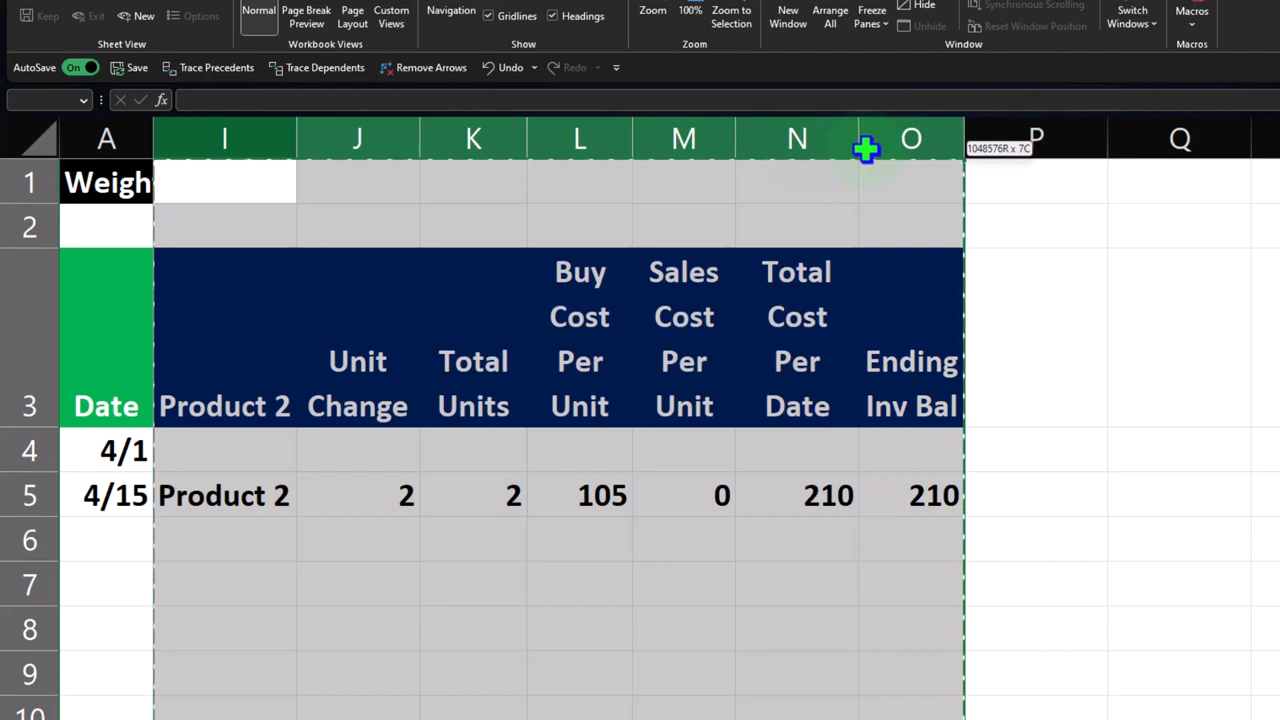 Keep Exit New Options
Normal Page Break Preview Page Layout Custom Views
Navigation Gridlines Headings
Zoom 100% Zoom to Selection
New Window Arrange All Freeze Panes Hide Unhide
Synchronous Scrolling
Reset Window Position
Switch Windows Macros
Sheet View Workbook Views Show Zoom Window Macros
AutoSave On Save Trace Precedents Trace Dependents Remove Arrows Undo Redo
fx
A I J K L M N O P Q
1048576R x 7C
1 Weigh
2
Buy Sales Total
Cost Cost Cost
Unit Total Per Per Per Ending
3 Date Product 2 Change Units Unit Unit Date Inv Bal
4 4/1
5 4/15 Product 2 2 2 105 0 210 210
6
7
8
9
10